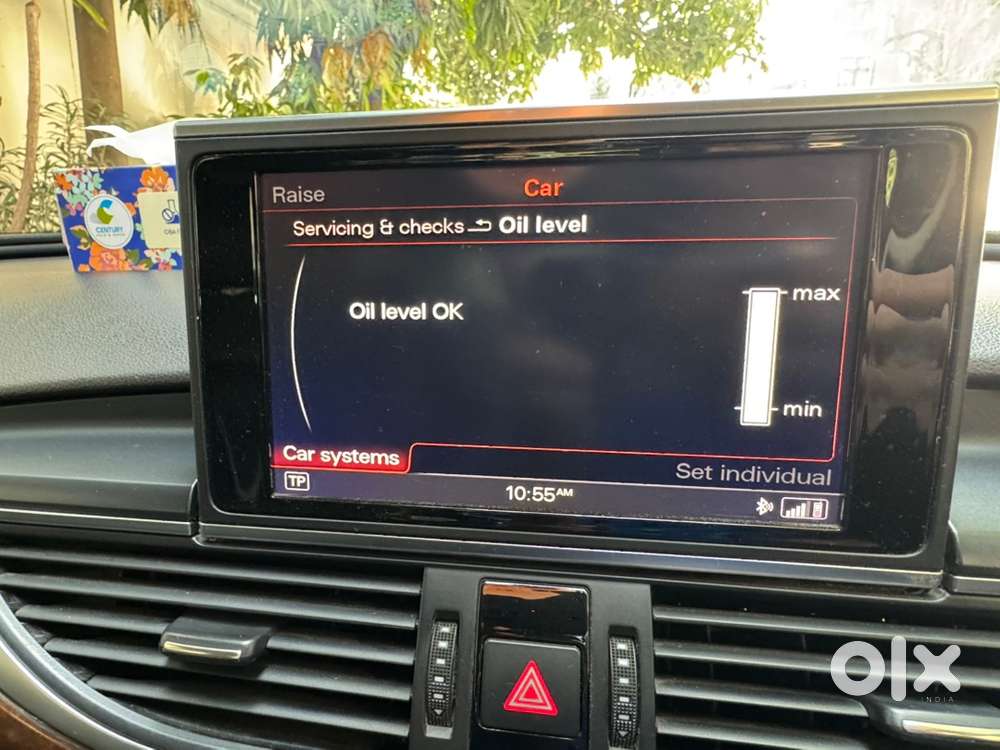 Raise
Car
Servicing & checks Oil level
Oil level OK
max
min
Car systems
Set individual
TP
10:55AM
CENTURY
olx
INDIA